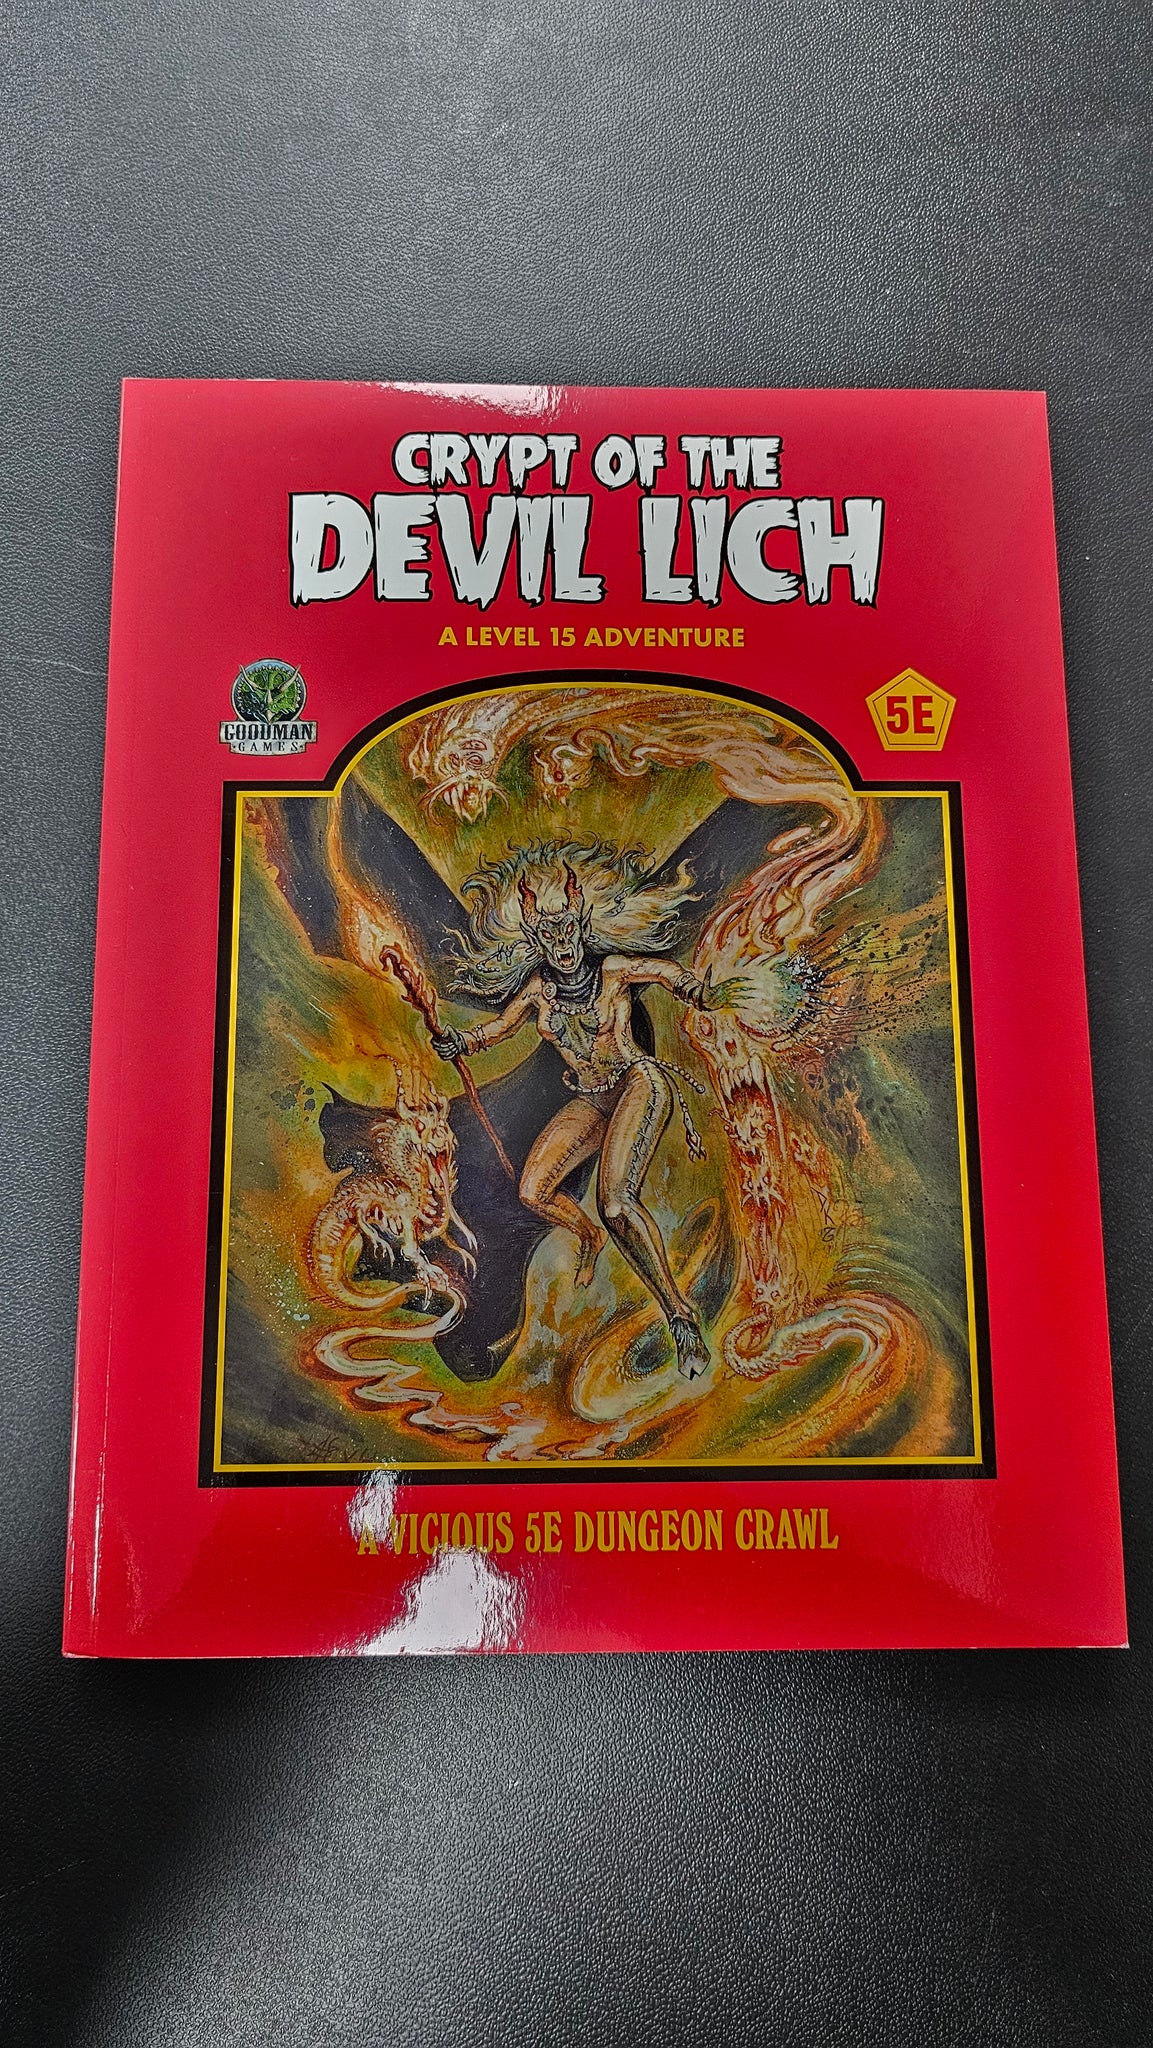 CRYPT OF THE
DEVIL LICH
A LEVEL 15 ADVENTURE
GOODMAN
GAMES
5E
A VICIOUS 5E DUNGEON CRAWL